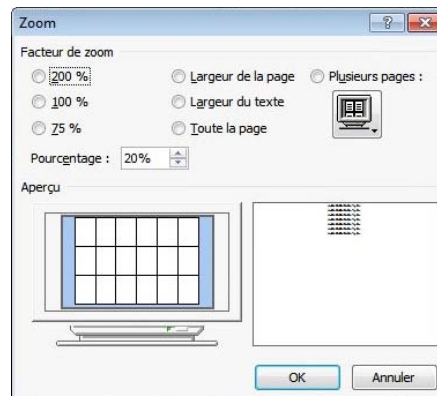 Zoom
Facteur de zoom
200 % Largeur de la page Plusieurs pages :
100 % Largeur du texte
75 % Toute la page
Pourcentage : 20%
Aperçu
OK Annuler